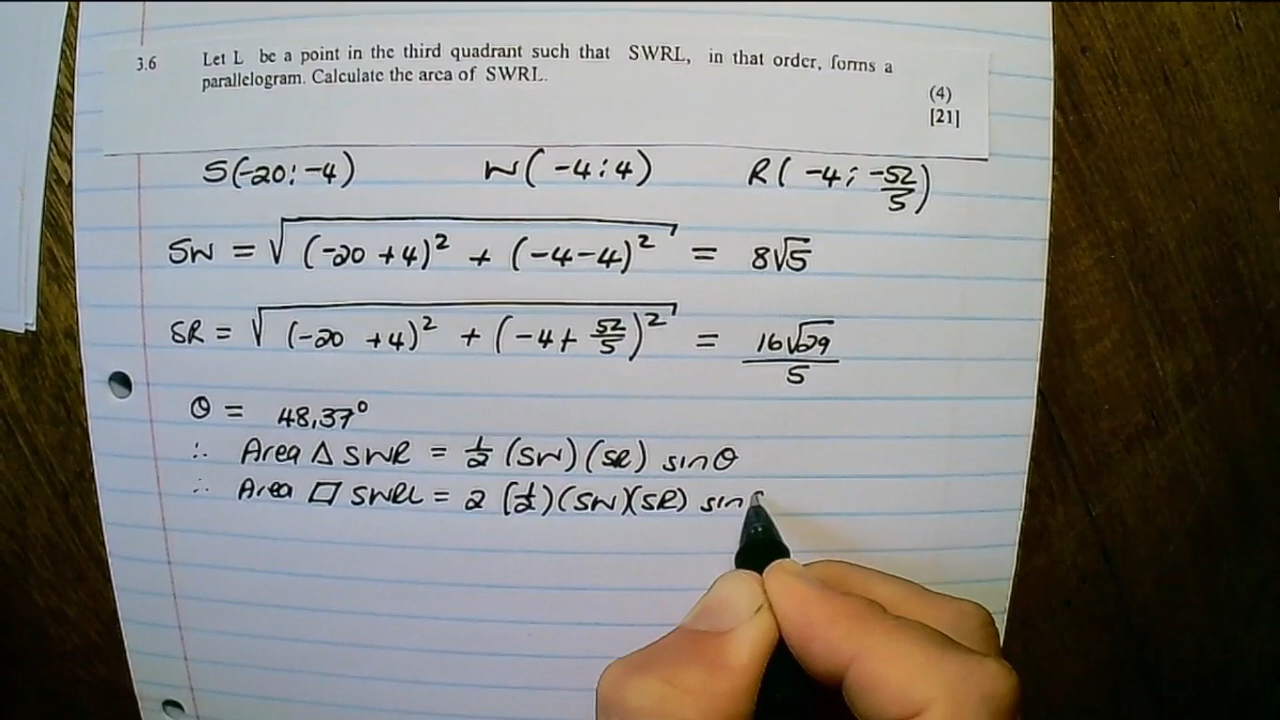 3.6 Let L be a point in the third quadrant such that SWRL, in that order, forms a
parallelogram. Calculate the area of SWRL.
(4)
[21]
S(-20;-4) W(-4;4) R(-4;-52/5)
SW = √((-20+4)² + (-4-4)²) = 8√5
SR = √((-20+4)² + (-4+52/5)²) = 16√29/5
θ = 48,37°
∴ Area △ SWR = 1/2 (SW)(SR) sinθ
∴ Area ▱ SWRL = 2 (1/2)(SW)(SR) sin